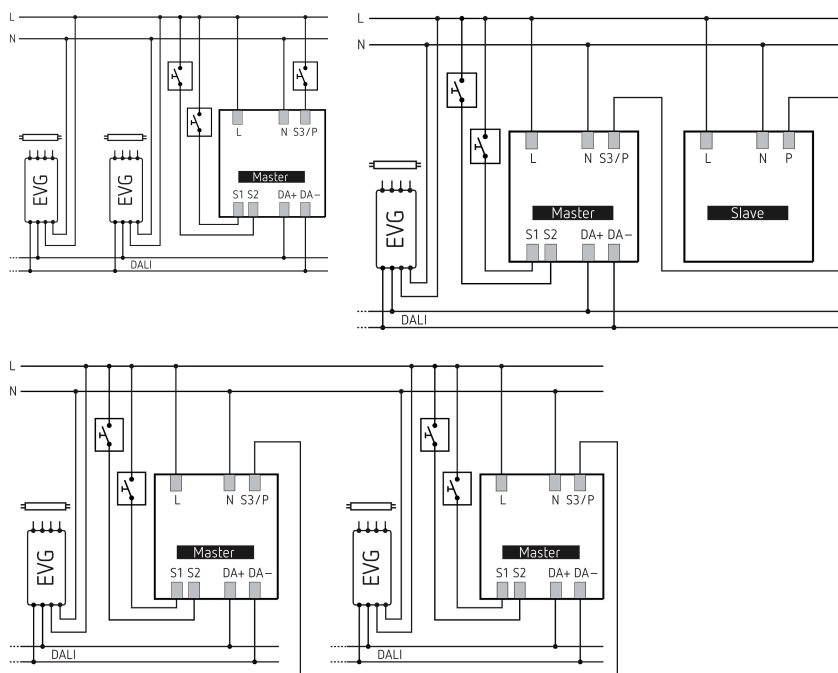 L
N
L N S3/P
Master
EVG
EVG
S1 S2 DA+ DA-
DALI
L
N
L N S3/P
L N P
Master
Slave
EVG
S1 S2 DA+ DA-
DALI
L
N
L N S3/P
L N S3/P
Master
Master
EVG
EVG
S1 S2 DA+ DA-
S1 S2 DA+ DA-
DALI
DALI